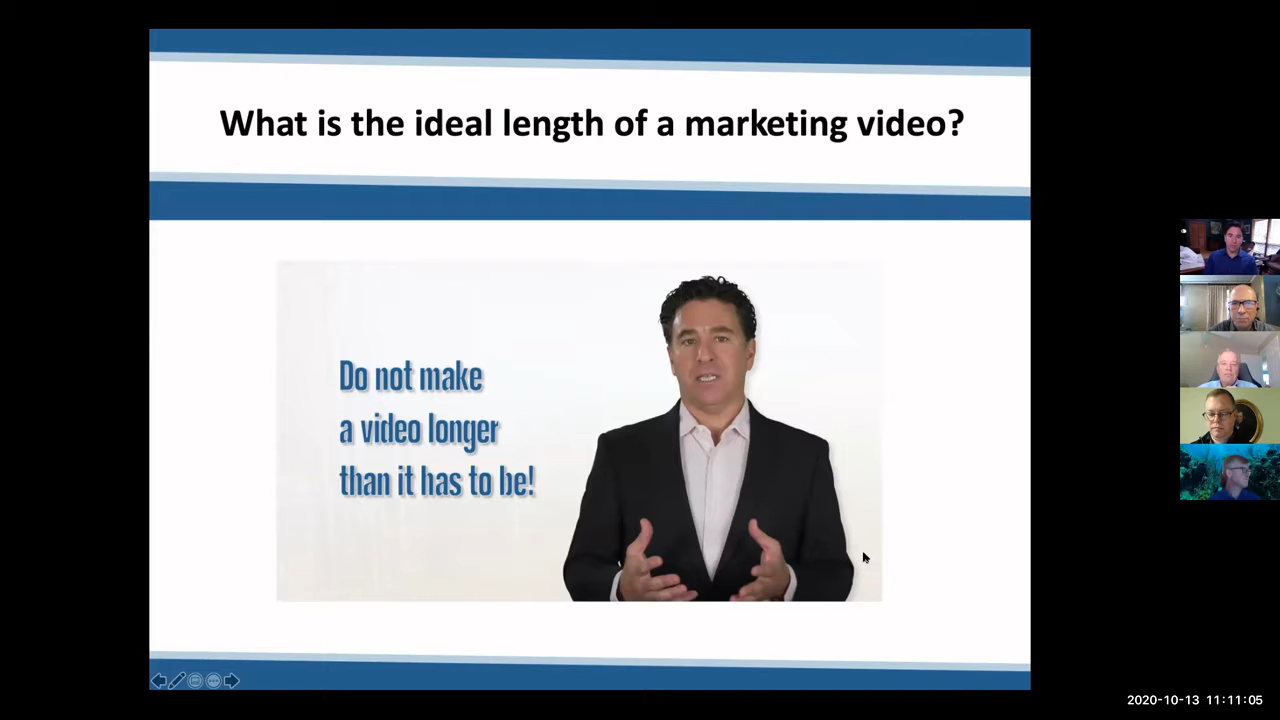 What is the ideal length of a marketing video?
Do not make
a video longer
than it has to be!
2020-10-13 11:11:05